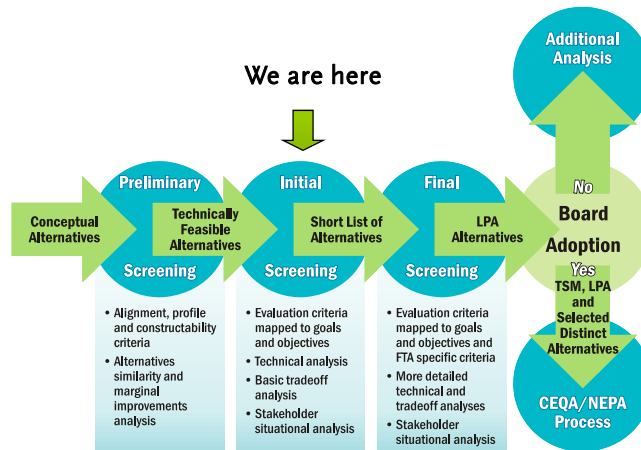 Additional
Analysis
We are here
Preliminary
Initial
Final
No
Conceptual
Alternatives
Technically
Feasible
Alternatives
Short List of
Alternatives
LPA
Alternatives
Board
Adoption
Screening
Screening
Screening
Yes
TSM, LPA
and
Selected
Distinct
Alternatives
• Alignment, profile
and constructability
criteria
• Alternatives
similarity and
marginal
improvements
analysis
• Evaluation criteria
mapped to goals
and objectives
• Technical analysis
• Basic tradeoff
analysis
• Stakeholder
situational analysis
• Evaluation criteria
mapped to goals
and objectives and
FTA specific criteria
• More detailed
technical and
tradeoff analyses
• Stakeholder
situational analysis
CEQA/NEPA
Process